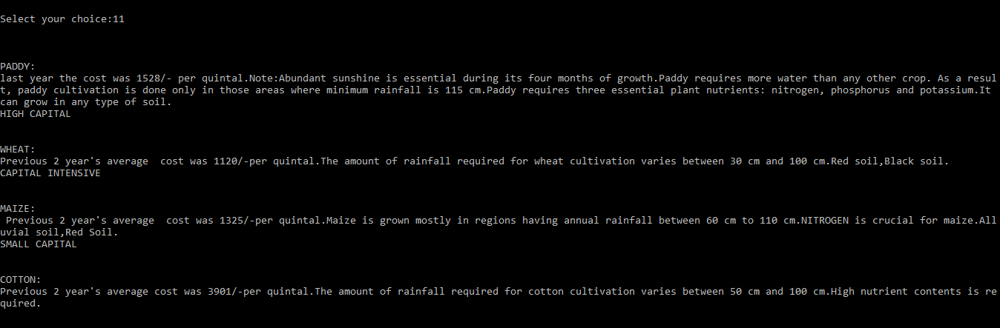 Select your choice:11
PADDY:
last year the cost was 1528/- per quintal.Note:Abundant sunshine is essential during its four months of growth.Paddy requires more water than any other crop. As a resul
t, paddy cultivation is done only in those areas where minimum rainfall is 115 cm.Paddy requires three essential plant nutrients: nitrogen, phosphorus and potassium.It
can grow in any type of soil.
HIGH CAPITAL
WHEAT:
Previous 2 year's average  cost was 1120/-per quintal.The amount of rainfall required for wheat cultivation varies between 30 cm and 100 cm.Red soil,Black soil.
CAPITAL INTENSIVE
MAIZE:
 Previous 2 year's average  cost was 1325/-per quintal.Maize is grown mostly in regions having annual rainfall between 60 cm to 110 cm.NITROGEN is crucial for maize.All
uvial soil,Red Soil.
SMALL CAPITAL
COTTON:
Previous 2 year's average cost was 3901/-per quintal.The amount of rainfall required for cotton cultivation varies between 50 cm and 100 cm.High nutrient contents is re
quired.